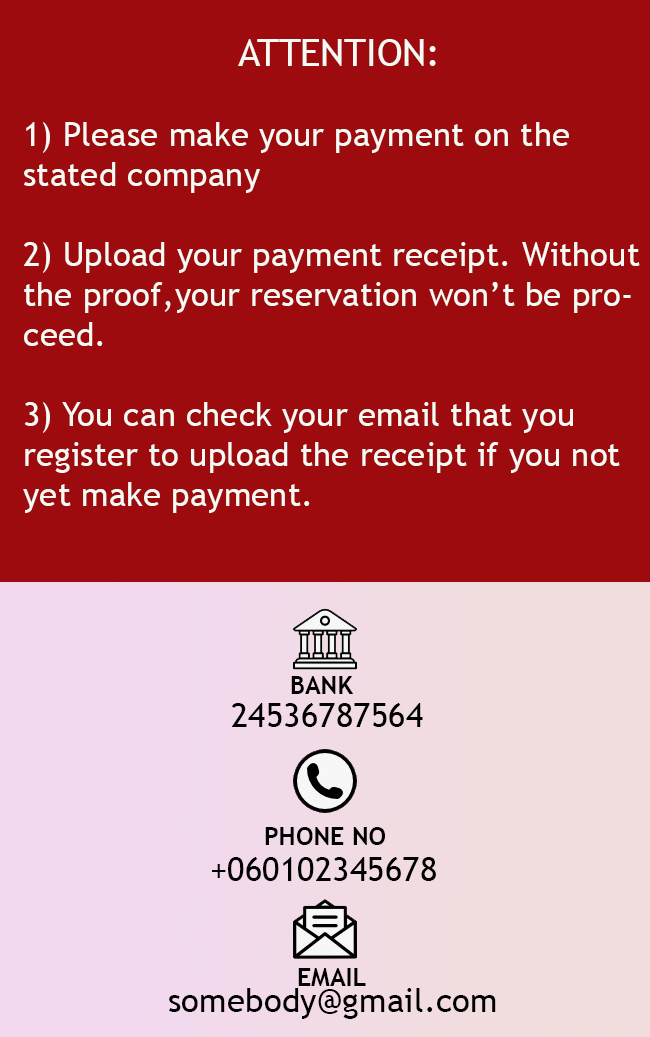 ATTENTION:
1) Please make your payment on the
stated company
2) Upload your payment receipt. Without
the proof,your reservation won’t be pro-
ceed.
3) You can check your email that you
register to upload the receipt if you not
yet make payment.
BANK
24536787564
PHONE NO
+060102345678
EMAIL
somebody@gmail.com